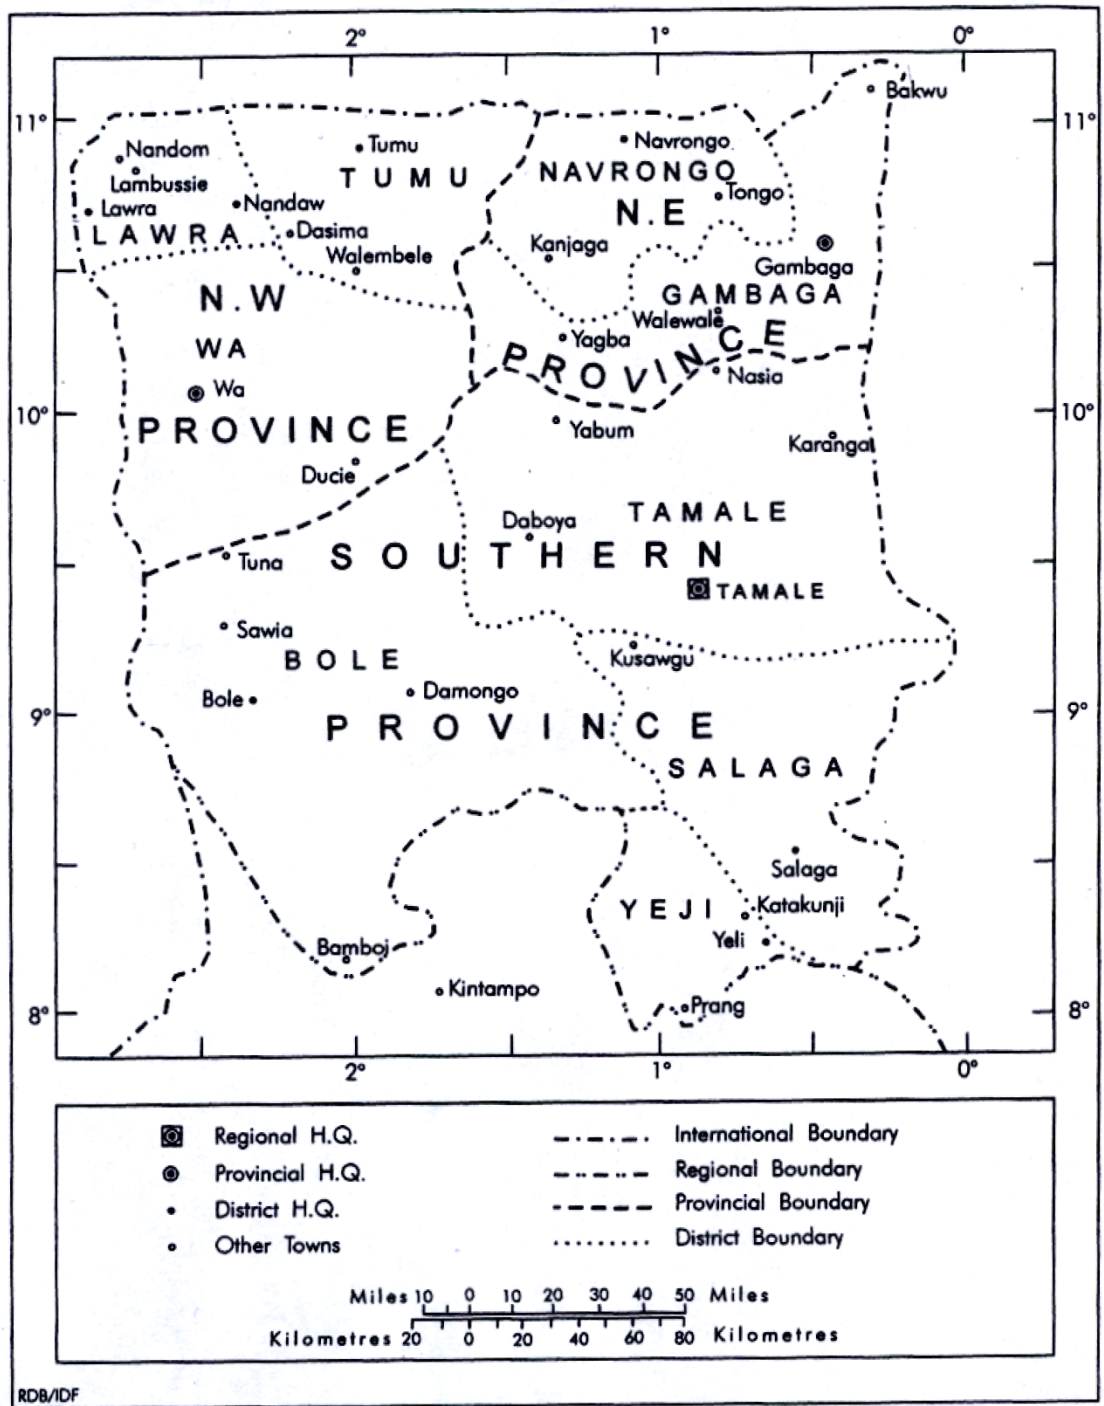 2° 1° 0°
Bakwu
11° 11°
Nandom Tumu Navrongo
Lambussie TUMU NAVRONGO
Lawra Nandaw Tongo
LAWRA Dasima N.E
Walembele Kanjaga
Gambaga
N.W GAMBAGA
Walewale
WA Yagba PROVINCE
Nasia
Wa
10° 10°
PROVINCE Yabum Karanga
Ducie
Daboya TAMALE
Tuna SOUTHERN
TAMALE
Sawia
BOLE Kusawgu
Bole Damongo
9° 9°
PROVINCE
SALAGA
Salaga
YEJI Katakunji
Yeli
Bamboj
Kintampo
Prang
8° 8°
2° 1° 0°
Regional H.Q.
Provincial H.Q.
District H.Q.
Other Towns
International Boundary
Regional Boundary
Provincial Boundary
District Boundary
Miles 10 0 10 20 30 40 50 Miles
Kilometres 20 0 20 40 60 80 Kilometres
RDB/IDF